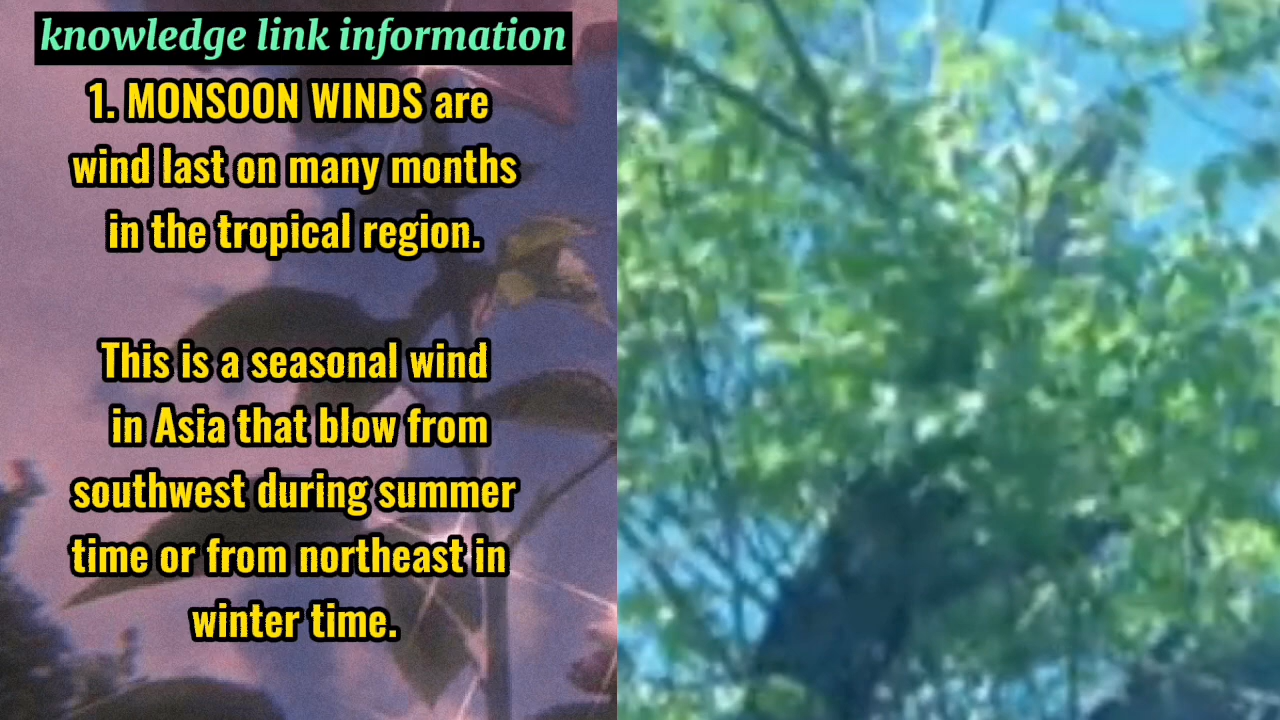 knowledge link information
1. MONSOON WINDS are
wind last on many months
in the tropical region.
This is a seasonal wind
in Asia that blow from
southwest during summer
time or from northeast in
winter time.